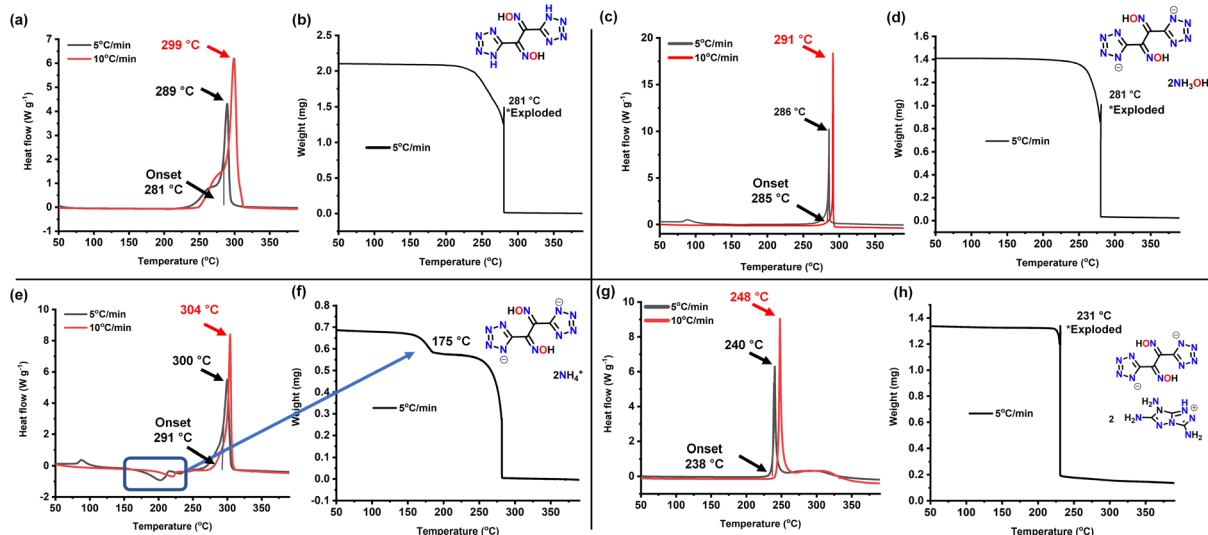 (a)
Heat flow (W g⁻¹)
7
6
5
4
3
2
1
0
-1
5°C/min
10°C/min
299 °C
289 °C
Onset
281 °C
50 100 150 200 250 300 350
Temperature (°C)
(b)
Weight (mg)
2.5
2.0
1.5
1.0
0.5
0.0
HO
N
N
OH
H
N
N N
N
N N
N N
H
281 °C
*Exploded
5°C/min
50 100 150 200 250 300 350
Temperature (°C)
(c)
Heat flow (W g⁻¹)
20
15
10
5
0
5°C/min
10°C/min
291 °C
286 °C
Onset
285 °C
50 100 150 200 250 300 350
Temperature (°C)
(d)
Weight (mg)
1.6
1.4
1.2
1.0
0.8
0.6
0.4
0.2
0.0
HO
N
N
OH
N
N N
N
N N
N N
2NH₃OH
281 °C
*Exploded
5°C/min
50 100 150 200 250 300 350
Temperature (°C)
(e)
Heat flow (W g⁻¹)
10
8
6
4
2
0
-2
5°C/min
10°C/min
304 °C
300 °C
Onset
291 °C
50 100 150 200 250 300 350
Temperature (°C)
(f)
Weight (mg)
0.8
0.7
0.6
0.5
0.4
0.3
0.2
0.1
0.0
-0.1
175 °C
HO
N
N
OH
N
N N
N
N N
N N
2NH₄⁺
5°C/min
50 100 150 200 250 300 350
Temperature (°C)
(g)
Heat flow (W g⁻¹)
10
8
6
4
2
0
5°C/min
10°C/min
248 °C
240 °C
Onset
238 °C
50 100 150 200 250 300 350
Temperature (°C)
(h)
Weight (mg)
1.6
1.4
1.2
1.0
0.8
0.6
0.4
0.2
0.0
231 °C
*Exploded
HO
N
N
OH
N
N N
N
N N
N N
2
H₂N
H₂N
N N
N N
H
N
NH₂
5°C/min
50 100 150 200 250 300 350
Temperature (°C)